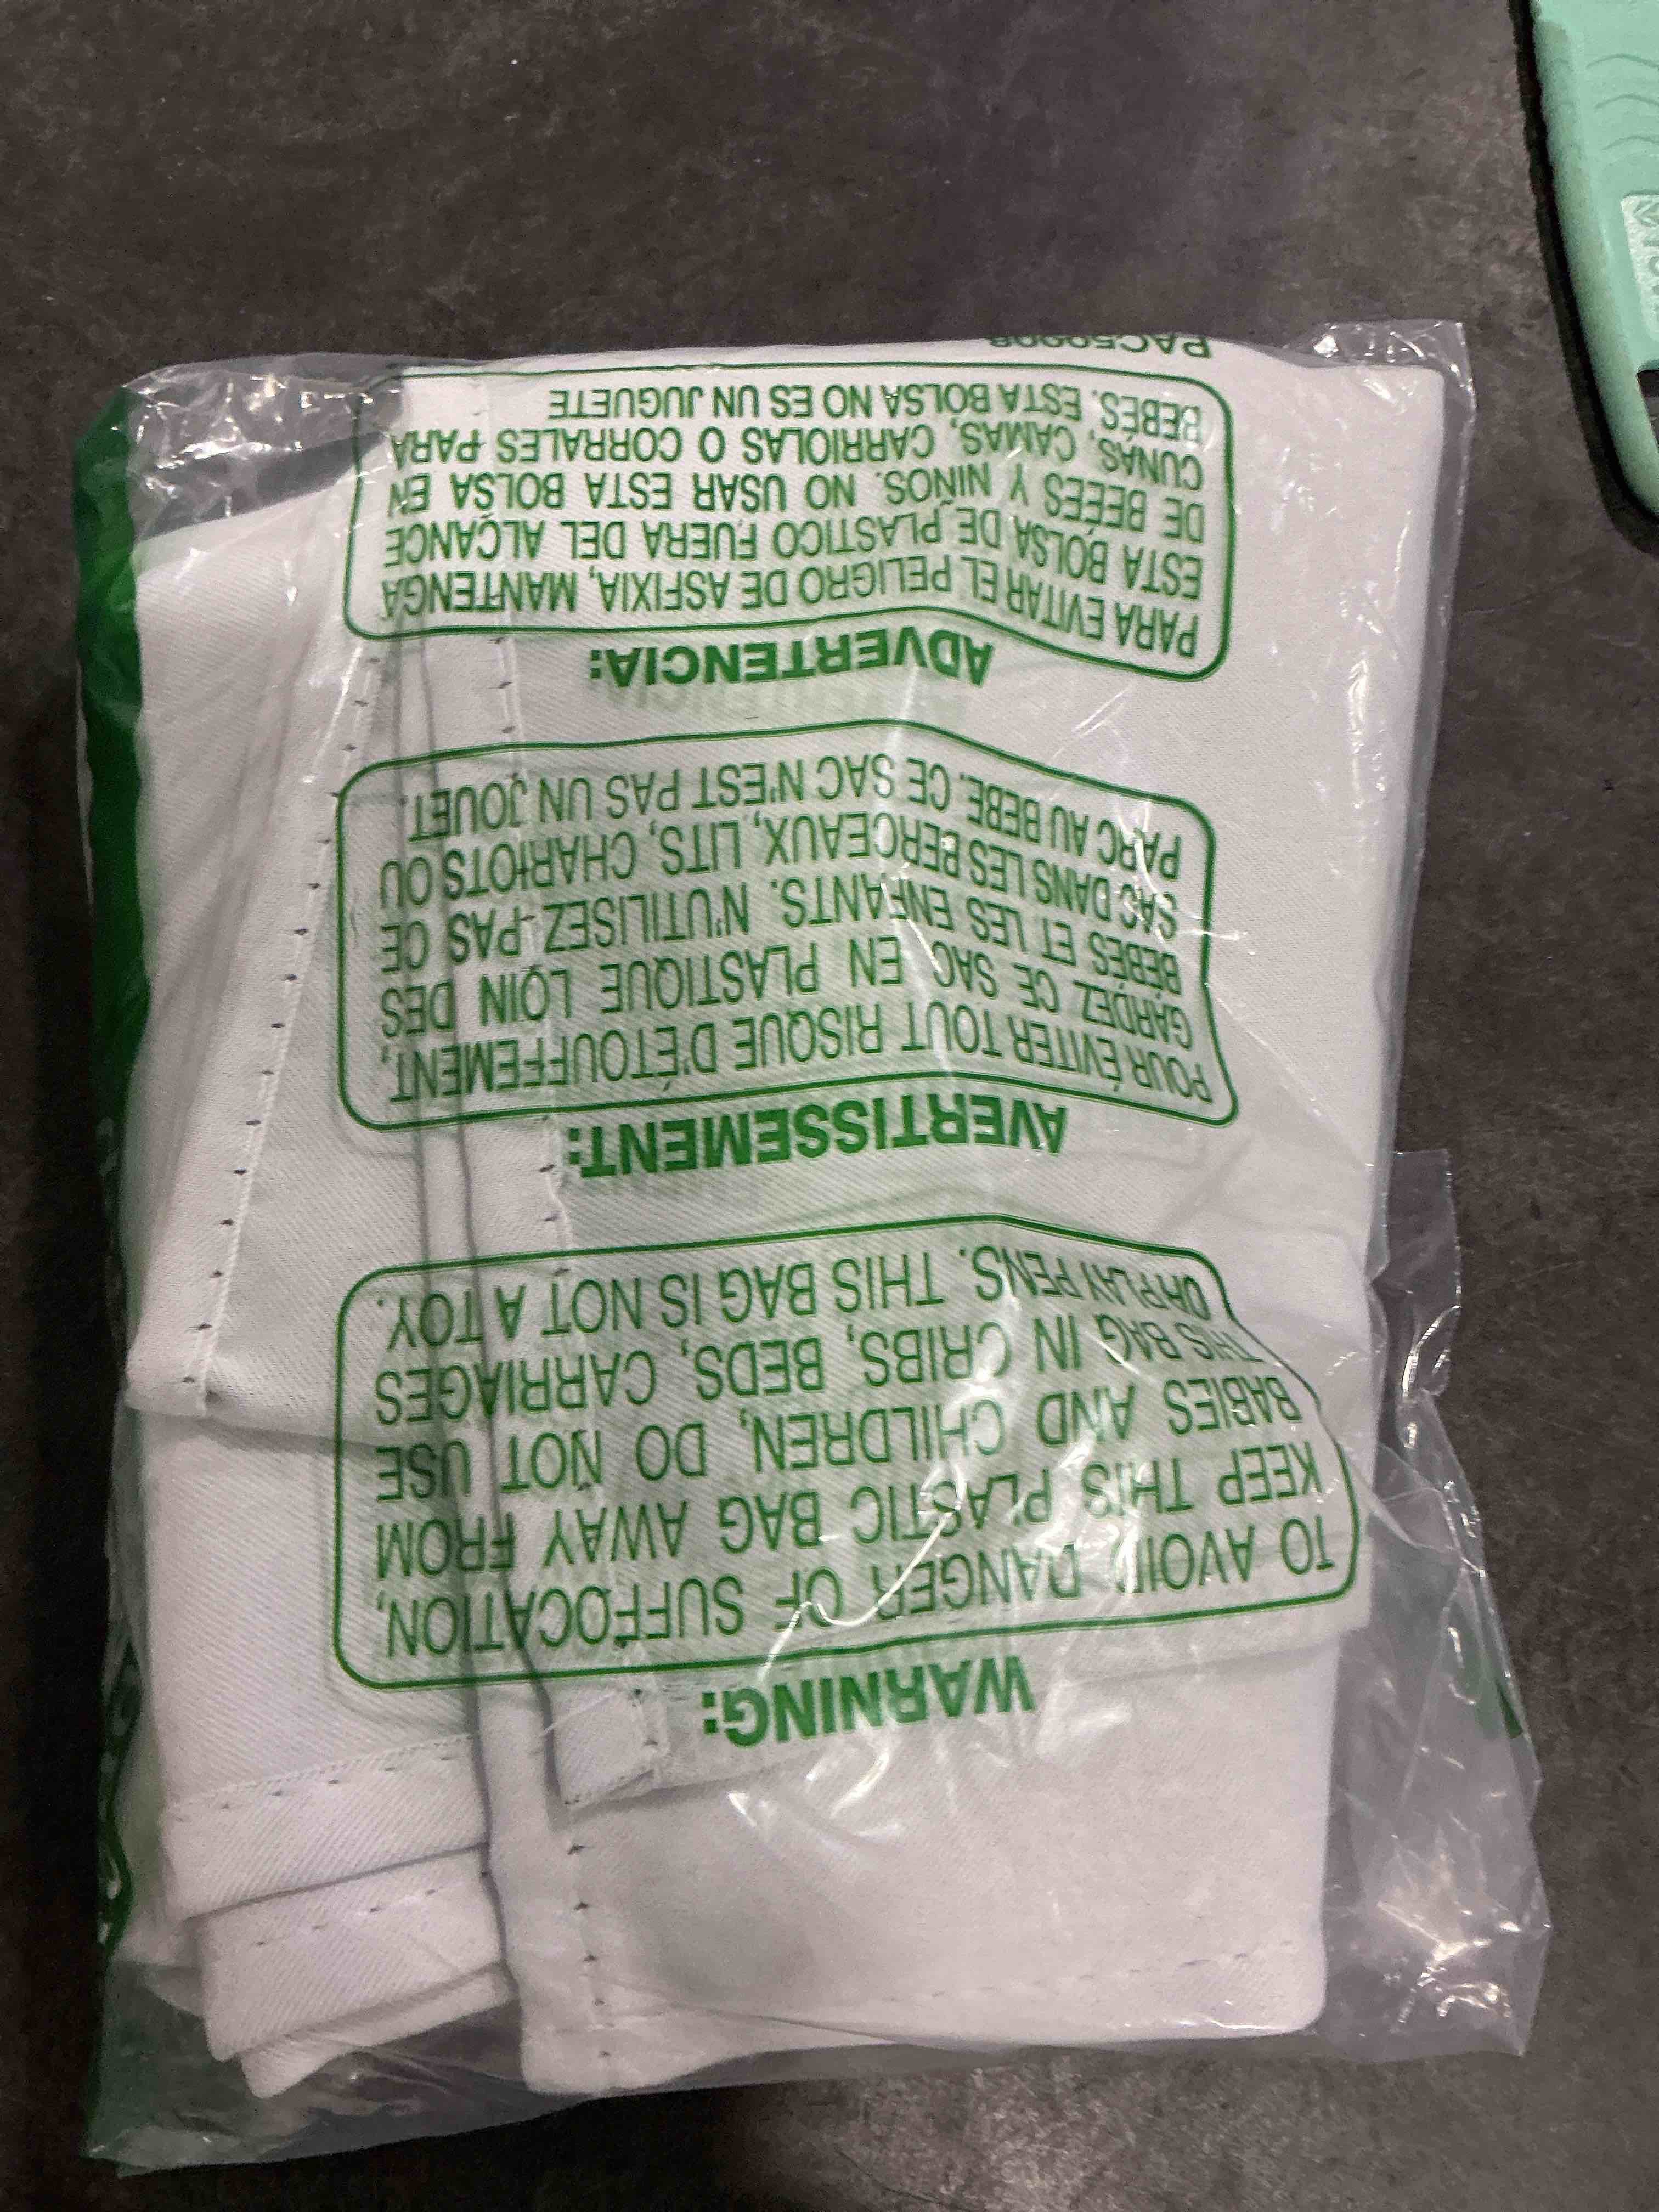 WARNING:
TO AVOID DANGER OF SUFFOCATION,
KEEP THIS PLASTIC BAG AWAY FROM
BABIES AND CHILDREN, DO NOT USE
THIS BAG IN CRIBS, BEDS, CARRIAGES
OR PLAY PENS. THIS BAG IS NOT A TOY.
AVERTISSEMENT:
POUR ÉVITER TOUT RISQUE D'ÉTOUFFEMENT,
GARDEZ CE SAC EN PLASTIQUE LOIN DES
BÉBÉS ET LES ENFANTS. N'UTILISEZ PAS CE
SAC DANS LES BERCEAUX, LITS, CHARIOTS OU
PARC AU BEBE. CE SAC N'EST PAS UN JOUET.
ADVERTENCIA:
PARA EVITAR EL PELIGRO DE ASFIXIA, MANTENGA
ESTA BOLSA DE PLASTICO FUERA DEL ALCANCE
DE BEBES Y NIÑOS. NO USAR ESTA BOLSA EN
CUNAS, CAMAS, CARRIOLAS O CORRALES PARA
BEBES. ESTA BOLSA NO ES UN JUGUETE